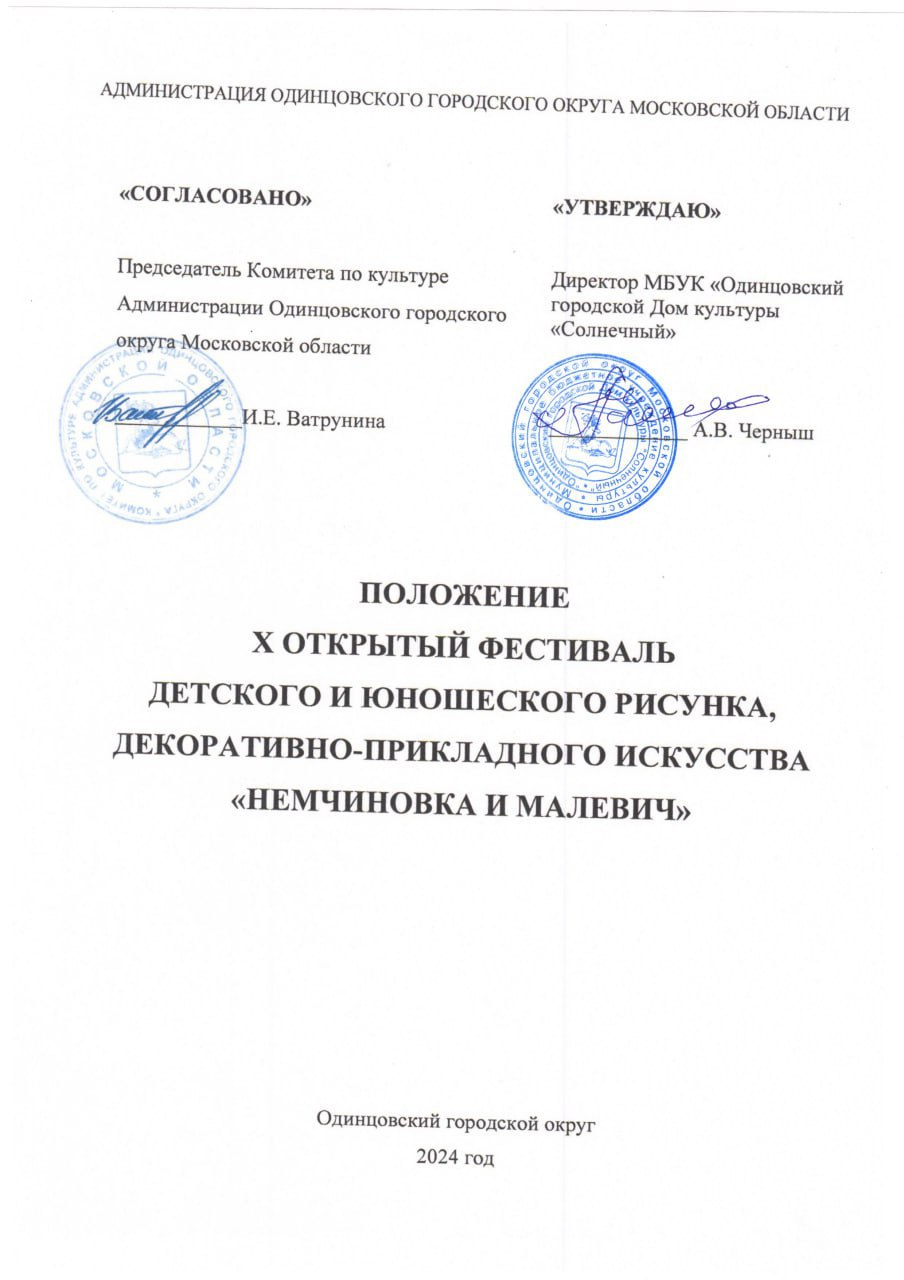 АДМИНИСТРАЦИЯ ОДИНЦОВСКОГО ГОРОДСКОГО ОКРУГА МОСКОВСКОЙ ОБЛАСТИ
«СОГЛАСОВАНО»
Председатель Комитета по культуре
Администрации Одинцовского городского
округа Московской области
И.Е. Ватрунина
«УТВЕРЖДАЮ»
Директор МБУК «Одинцовский
городской Дом культуры
«Солнечный»
А.В. Черныш
ПОЛОЖЕНИЕ
X ОТКРЫТЫЙ ФЕСТИВАЛЬ
ДЕТСКОГО И ЮНОШЕСКОГО РИСУНКА,
ДЕКОРАТИВНО-ПРИКЛАДНОГО ИСКУССТВА
«НЕМЧИНОВКА И МАЛЕВИЧ»
Одинцовский городской округ
2024 год